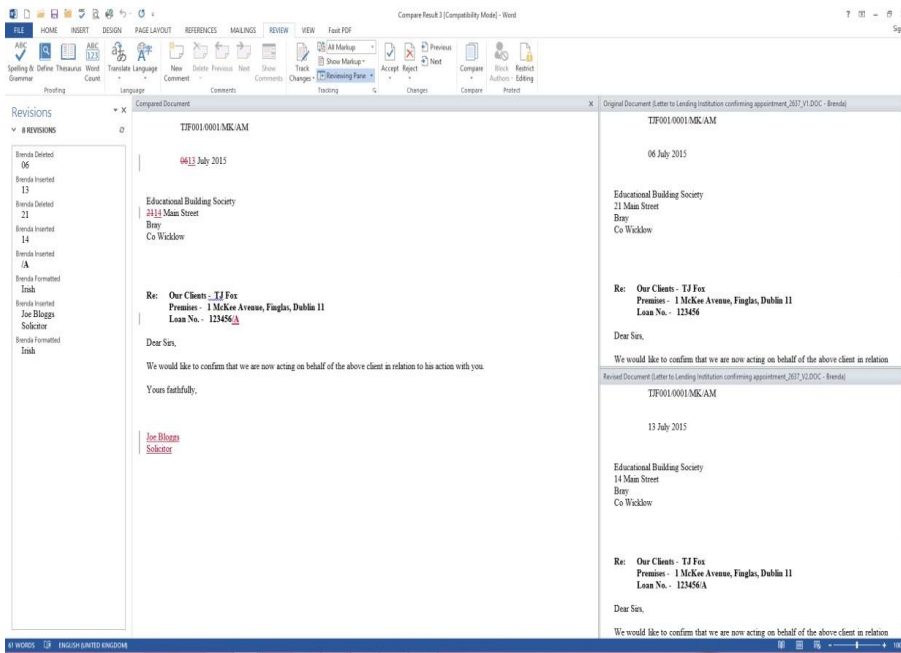 Compare Result 3 [Compatibility Mode] - Word
FILE HOME INSERT DESIGN PAGE LAYOUT REFERENCES MAILINGS REVIEW VIEW Foxit PDF
Sig
ABC
ABC
123
Spelling & Grammar
Define
Thesaurus
Word Count
Translate
Language
New Comment
Delete
Previous
Next
Show Comments
Track Changes
All Markup
Show Markup
Reviewing Pane
Accept
Reject
Previous
Next
Compare
Block Authors
Restrict Editing
Proofing
Language
Comments
Tracking
Changes
Compare
Protect
Revisions
8 REVISIONS
Brenda Deleted
06
Brenda Inserted
13
Brenda Deleted
21
Brenda Inserted
14
Brenda Inserted
/A
Brenda Formatted
Irish
Brenda Inserted
Joe Bloggs
Solicitor
Brenda Formatted
Irish
Compared Document
TJF001/0001/MK/AM
0613 July 2015
Educational Building Society
2114 Main Street
Bray
Co Wicklow
Re: Our Clients - TJ Fox
Premises - 1 McKee Avenue, Finglas, Dublin 11
Loan No. - 123456/A
Dear Sirs,
We would like to confirm that we are now acting on behalf of the above client in relation to his action with you.
Yours faithfully,
Joe Bloggs
Solicitor
Original Document (Letter to Lending Institution confirming appointment_2637_V1.DOC - Brenda)
TJF001/0001/MK/AM
06 July 2015
Educational Building Society
21 Main Street
Bray
Co Wicklow
Re: Our Clients - TJ Fox
Premises - 1 McKee Avenue, Finglas, Dublin 11
Loan No. - 123456
Dear Sirs,
We would like to confirm that we are now acting on behalf of the above client in relation
Revised Document (Letter to Lending Institution confirming appointment_2637_V2.DOC - Brenda)
TJF001/0001/MK/AM
13 July 2015
Educational Building Society
14 Main Street
Bray
Co Wicklow
Re: Our Clients - TJ Fox
Premises - 1 McKee Avenue, Finglas, Dublin 11
Loan No. - 123456/A
Dear Sirs,
We would like to confirm that we are now acting on behalf of the above client in relation
61 WORDS ENGLISH (UNITED KINGDOM)
100